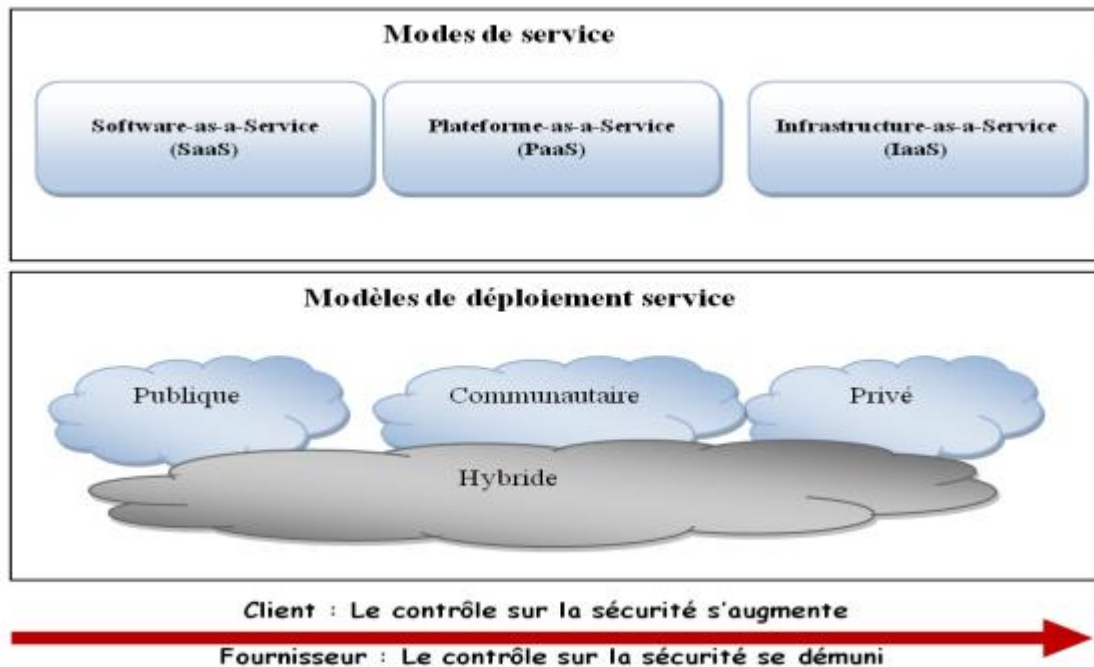 Modes de service
Software-as-a-Service
(SaaS)
Plateforme-as-a-Service
(PaaS)
Infrastructure-as-a-Service
(IaaS)
Modèles de déploiement service
Publique
Communautaire
Privé
Hybride
Client : Le contrôle sur la sécurité s'augmente
Fournisseur : Le contrôle sur la sécurité se démuni